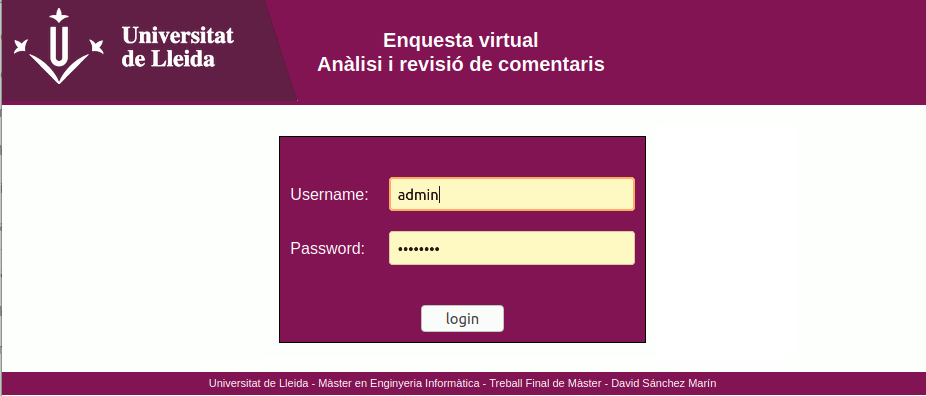 Universitat
de Lleida
Enquesta virtual
Anàlisi i revisió de comentaris
Username:
admin
Password:
••••••••
login
Universitat de Lleida - Màster en Enginyeria Informàtica - Treball Final de Màster - David Sánchez Marín